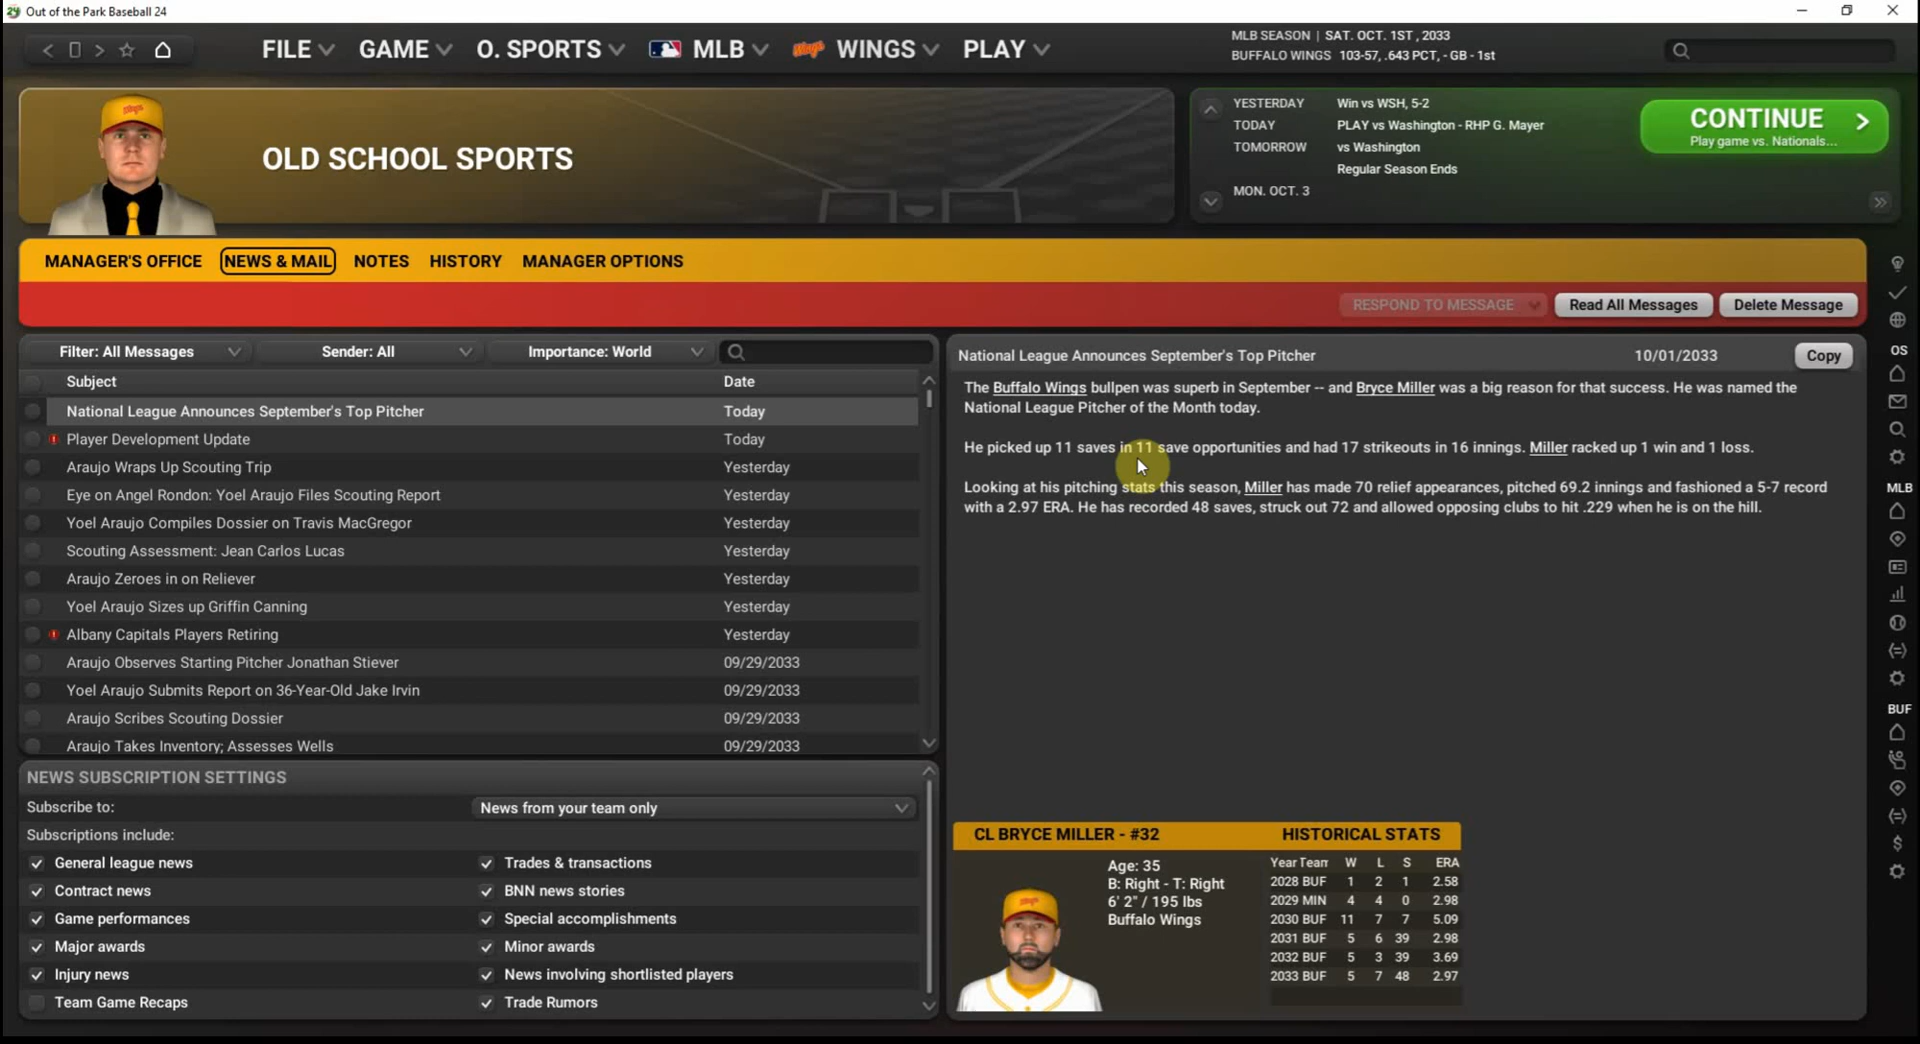 Out of the Park Baseball 24
FILE GAME O. SPORTS MLB WINGS PLAY
MLB SEASON | SAT. OCT. 1ST , 2033
BUFFALO WINGS 103-57, .643 PCT, - GB - 1st
OLD SCHOOL SPORTS
YESTERDAY Win vs WSH, 5-2
TODAY PLAY vs Washington - RHP G. Mayer
TOMORROW vs Washington
Regular Season Ends
MON. OCT. 3
CONTINUE
Play game vs. Nationals...
MANAGER'S OFFICE NEWS & MAIL NOTES HISTORY MANAGER OPTIONS
RESPOND TO MESSAGE Read All Messages Delete Message
Filter: All Messages Sender: All Importance: World
Subject Date
National League Announces September's Top Pitcher Today
Player Development Update Today
Araujo Wraps Up Scouting Trip Yesterday
Eye on Angel Rondon: Yoel Araujo Files Scouting Report Yesterday
Yoel Araujo Compiles Dossier on Travis MacGregor Yesterday
Scouting Assessment: Jean Carlos Lucas Yesterday
Araujo Zeroes in on Reliever Yesterday
Yoel Araujo Sizes up Griffin Canning Yesterday
Albany Capitals Players Retiring Yesterday
Araujo Observes Starting Pitcher Jonathan Stiever 09/29/2033
Yoel Araujo Submits Report on 36-Year-Old Jake Irvin 09/29/2033
Araujo Scribes Scouting Dossier 09/29/2033
Araujo Takes Inventory; Assesses Wells 09/29/2033
NEWS SUBSCRIPTION SETTINGS
Subscribe to: News from your team only
Subscriptions include:
General league news Trades & transactions
Contract news BNN news stories
Game performances Special accomplishments
Major awards Minor awards
Injury news News involving shortlisted players
Team Game Recaps Trade Rumors
National League Announces September's Top Pitcher 10/01/2033 Copy
The Buffalo Wings bullpen was superb in September -- and Bryce Miller was a big reason for that success. He was named the
National League Pitcher of the Month today.
He picked up 11 saves in 11 save opportunities and had 17 strikeouts in 16 innings. Miller racked up 1 win and 1 loss.
Looking at his pitching stats this season, Miller has made 70 relief appearances, pitched 69.2 innings and fashioned a 5-7 record
with a 2.97 ERA. He has recorded 48 saves, struck out 72 and allowed opposing clubs to hit .229 when he is on the hill.
CL BRYCE MILLER - #32 HISTORICAL STATS
Age: 35
B: Right - T: Right
6' 2" / 195 lbs
Buffalo Wings
Year Team W L S ERA
2028 BUF 1 2 1 2.58
2029 MIN 4 4 0 2.98
2030 BUF 11 7 7 5.09
2031 BUF 5 6 39 2.98
2032 BUF 5 3 39 3.69
2033 BUF 5 7 48 2.97
OS
MLB
BUF